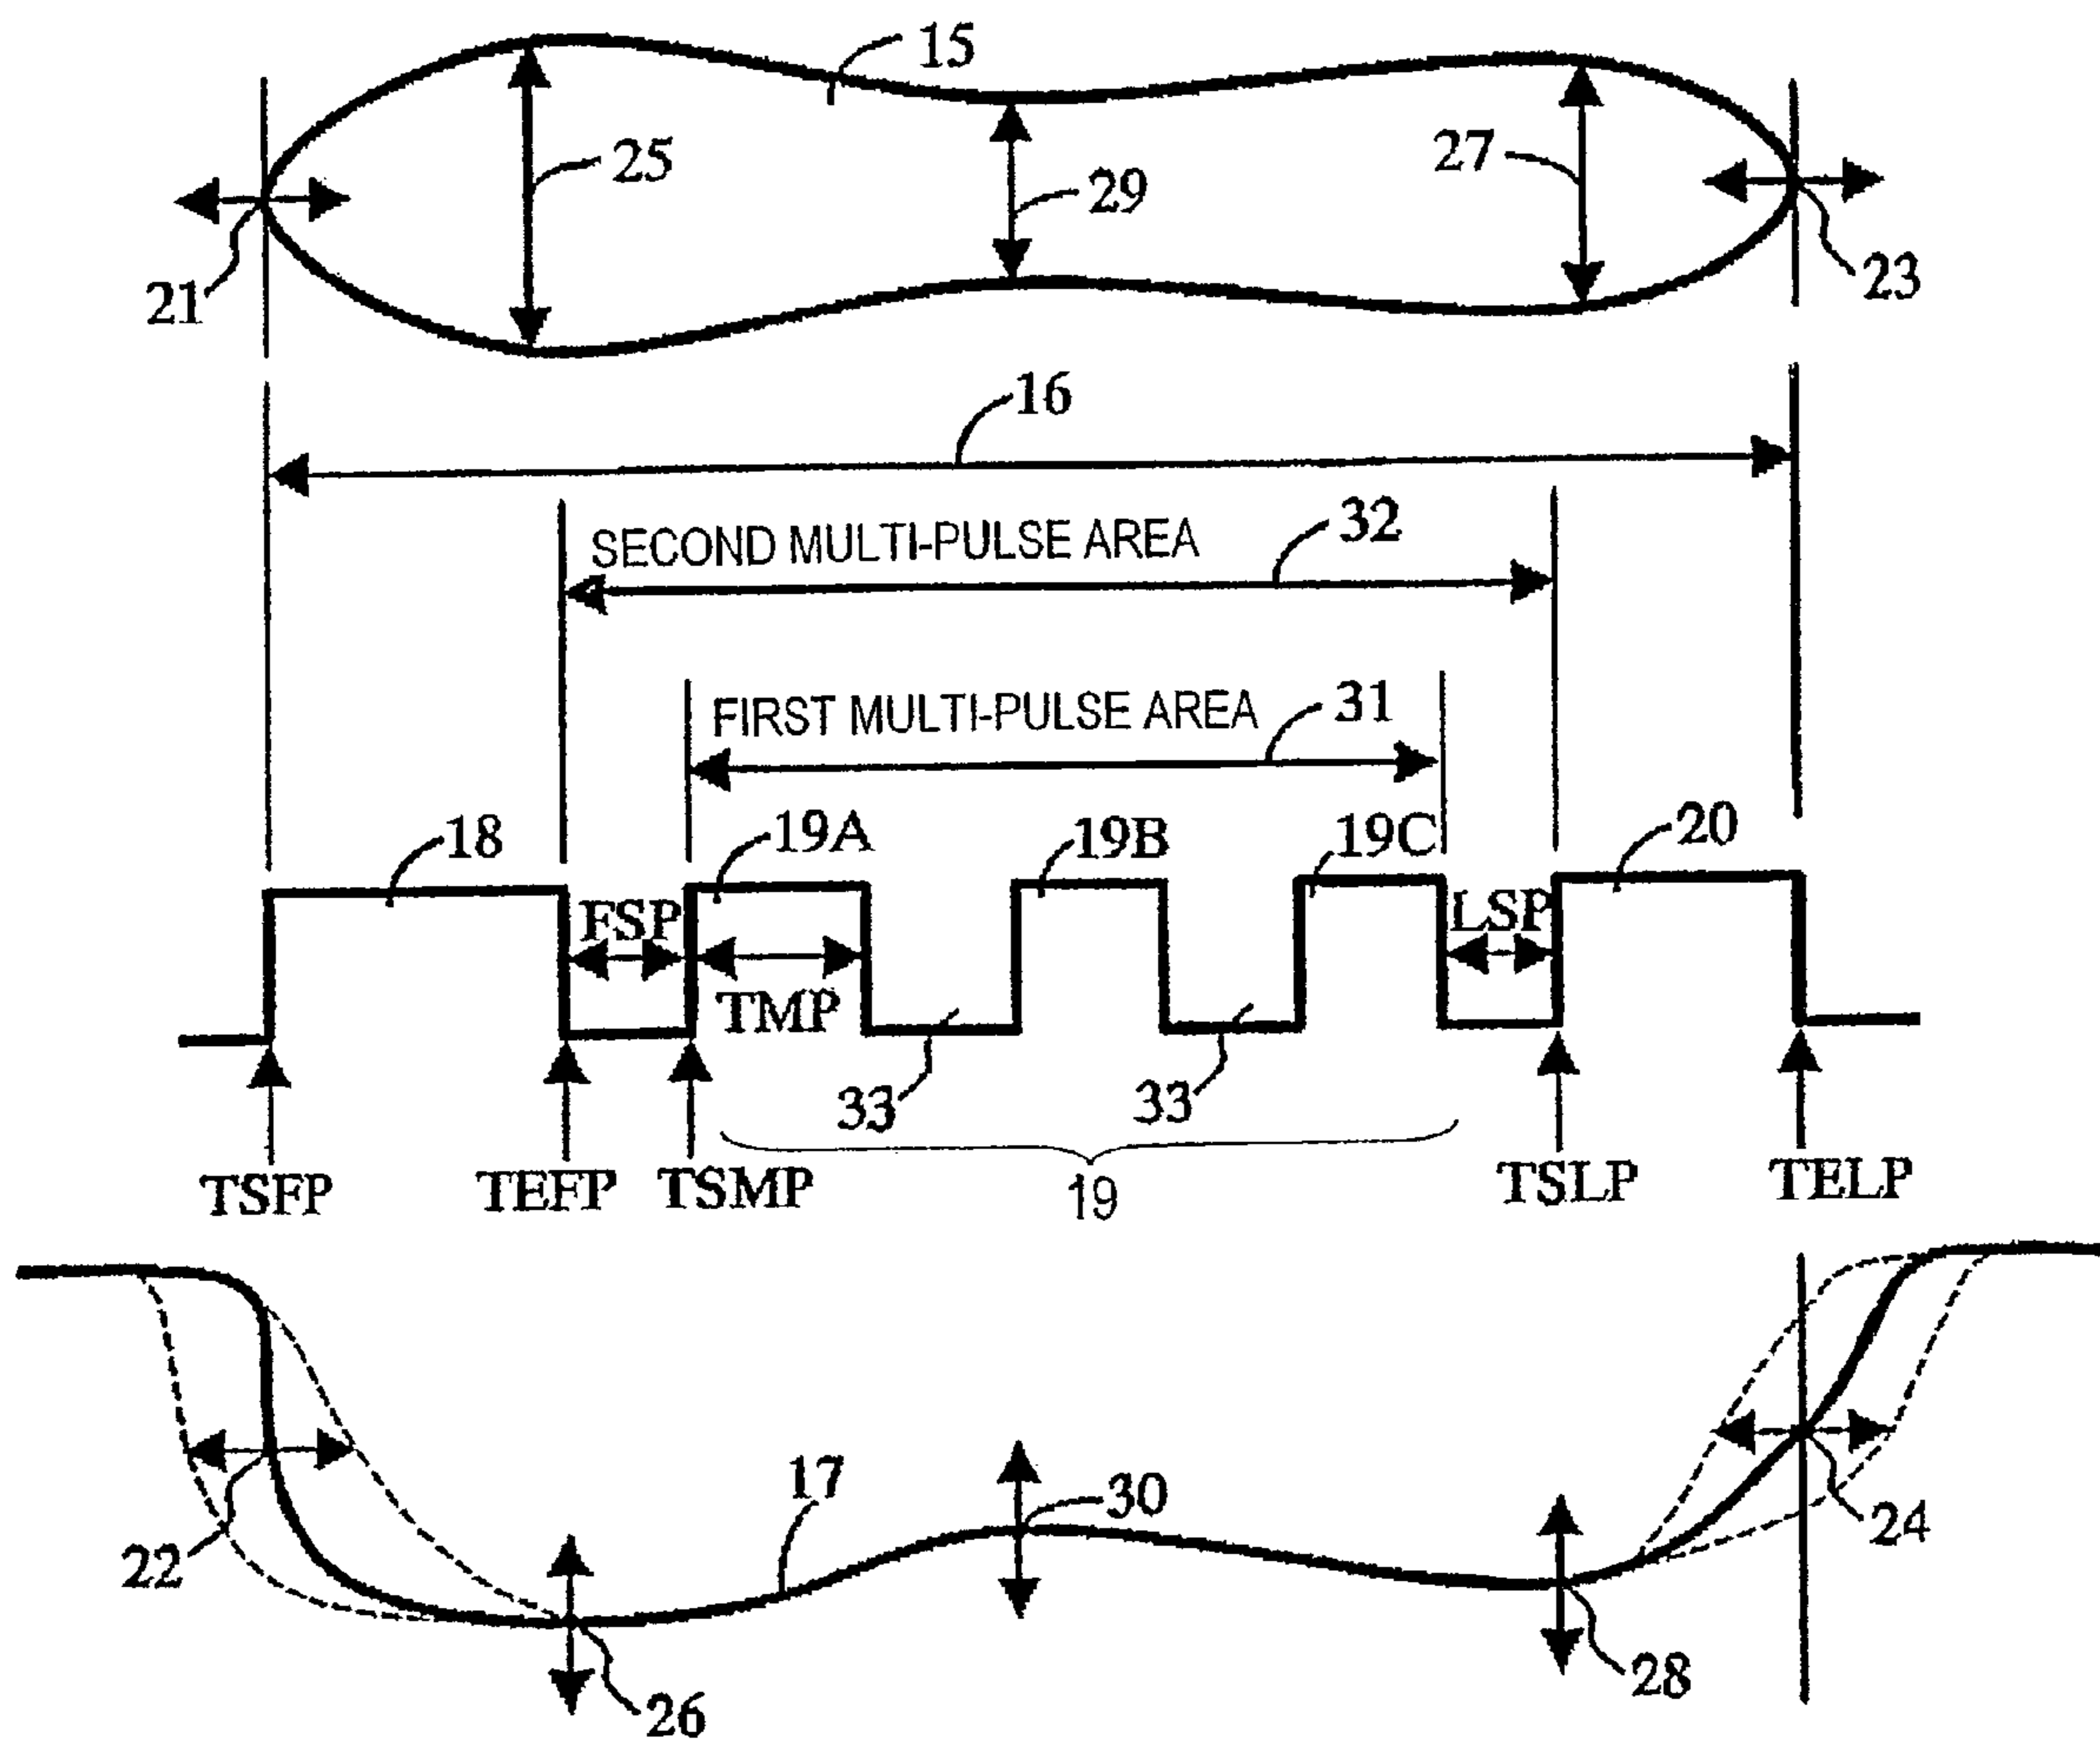 15
25
29
27
21
23
16
SECOND MULTI-PULSE AREA
32
FIRST MULTI-PULSE AREA
31
18
19A
19B
19C
20
FSP
LSP
TMP
33
33
TSFP
TEFP
TSMP
19
TSLP
TELP
17
30
22
24
26
28